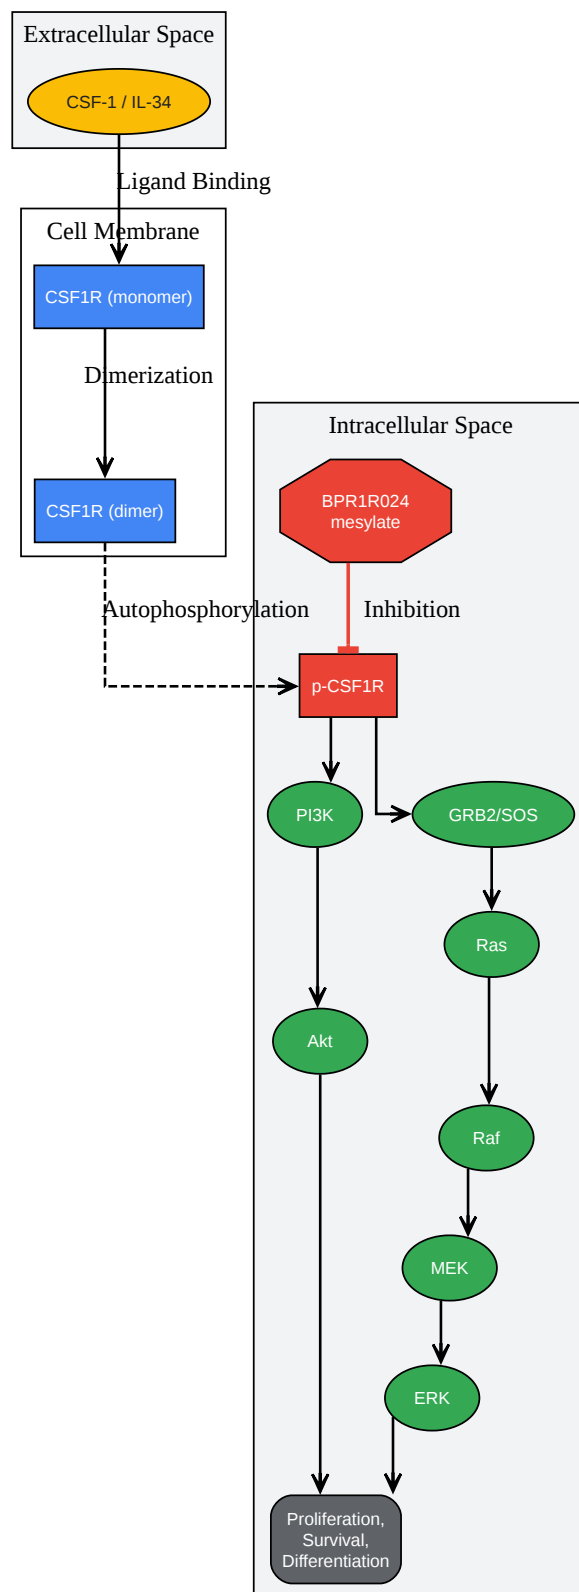 Extracellular Space
CSF-1 / IL-34
Ligand Binding
Cell Membrane
CSF1R (monomer)
Dimerization
CSF1R (dimer)
Autophosphorylation
Intracellular Space
BPR1R024
mesylate
Inhibition
p-CSF1R
PI3K
GRB2/SOS
Ras
Akt
Raf
MEK
ERK
Proliferation,
Survival,
Differentiation